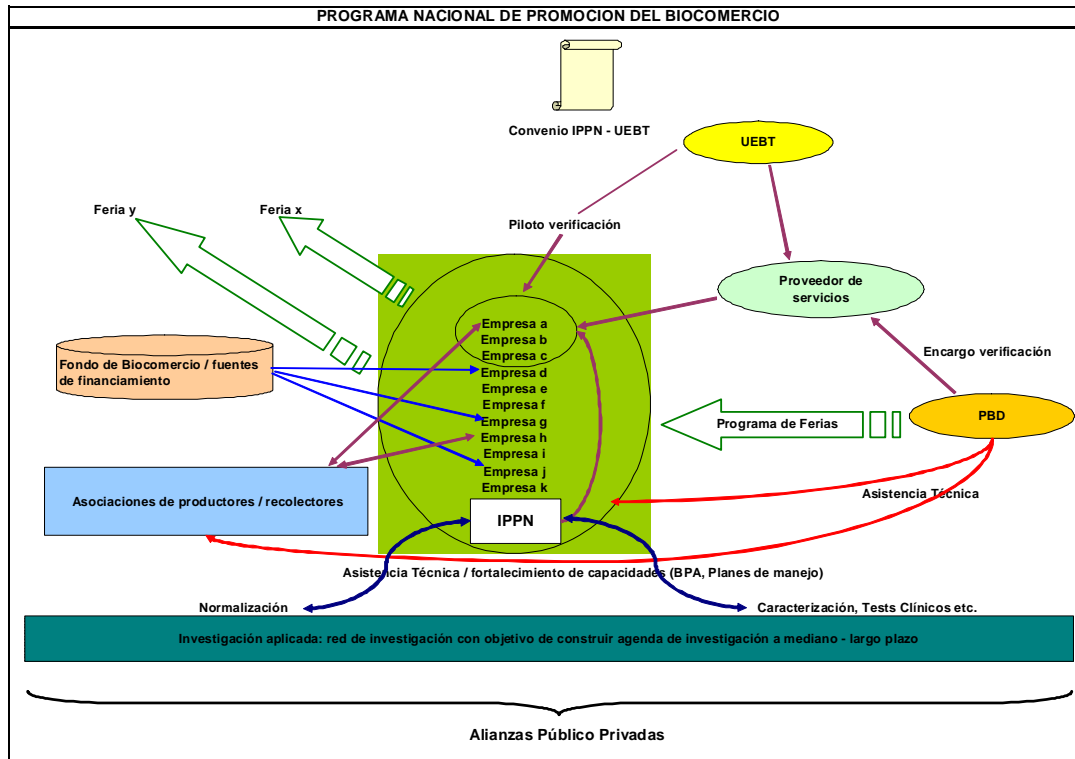 PROGRAMA NACIONAL DE PROMOCION DEL BIOCOMERCIO
Convenio IPPN - UEBT
UEBT
Feria y
Feria x
Piloto verificación
Proveedor de
servicios
Empresa a
Empresa b
Empresa c
Empresa d
Empresa e
Empresa f
Empresa g
Empresa h
Empresa i
Empresa j
Empresa k
IPPN
Fondo de Biocomercio / fuentes
de financiamiento
Encargo verificación
PBD
Programa de Ferias
Asociaciones de productores / recolectores
Asistencia Técnica
Asistencia Técnica / fortalecimiento de capacidades (BPA, Planes de manejo)
Normalización
Caracterización, Tests Clínicos etc.
Investigación aplicada: red de investigación con objetivo de construir agenda de investigación a mediano - largo plazo
Alianzas Público Privadas